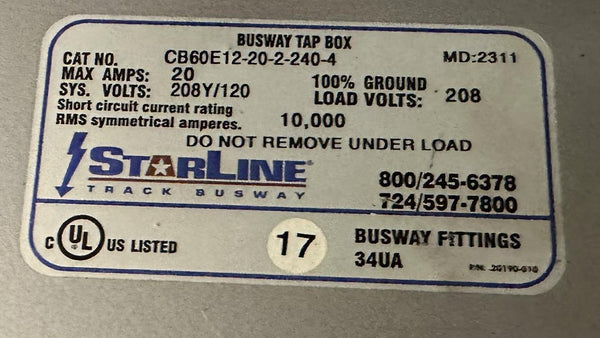 BUSWAY TAP BOX
CAT NO. CB60E12-20-2-240-4 MD:2311
MAX AMPS: 20 100% GROUND
SYS. VOLTS: 208Y/120 LOAD VOLTS: 208
Short circuit current rating
RMS symmetrical amperes. 10,000
DO NOT REMOVE UNDER LOAD
STARLINE®
TRACK BUSWAY
800/245-6378
724/597-7800
C UL US LISTED 17 BUSWAY FITTINGS
34UA
P/N: